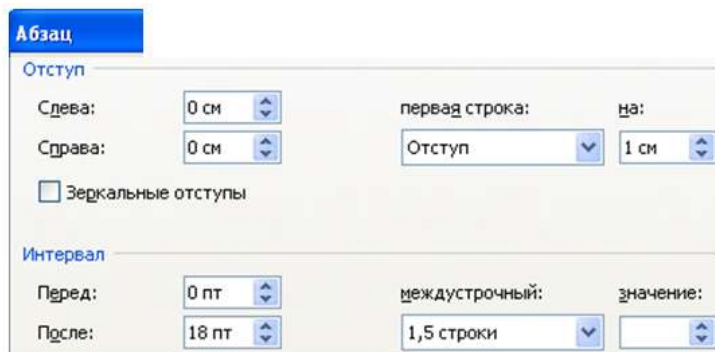 Абзац
Отступ
Слева: 0 см первая строка: на:
Справа: 0 см Отступ 1 см
Зеркальные отступы
Интервал
Перед: 0 пт междустрочный: значение:
После: 18 пт 1,5 строки